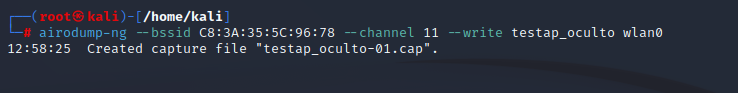 ┌──(root㉿kali)-[/home/kali]
└─# airodump-ng --bssid C8:3A:35:5C:96:78 --channel 11 --write testap_oculto wlan0
12:58:25  Created capture file "testap_oculto-01.cap".